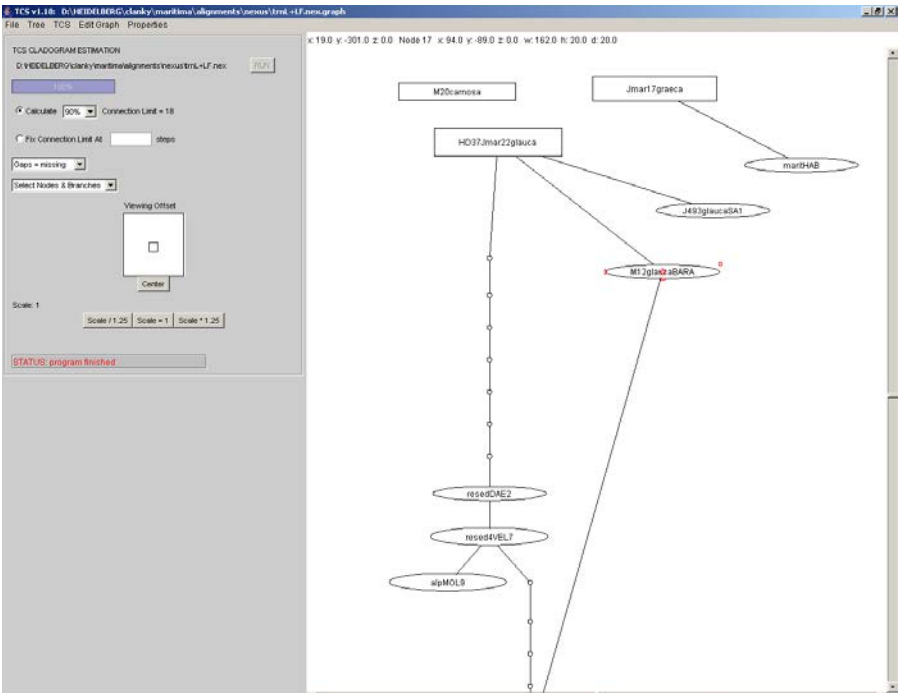 TCS v1.18: D:\HEIDELBERG\clanky\maritima\alignments\nexus\trnL+LF.nex.graph
File Tree TCS Edit Graph Properties
x: 19.0 y:-301.0 z: 0.0 Node 17 x: 94.0 y:-89.0 z: 0.0 w: 162.0 h: 20.0 d: 20.0
TCS CLADOGRAM ESTIMATION
D:\HEIDELBERG\clanky\maritima\alignments\nexus\trnL+LF.nex
RUN
100%
Calculate 90% Connection Limit = 18
Fix Connection Limit At steps
Gaps = missing
Select Nodes & Branches
Viewing Offset
Center
Scale: 1
Scale / 1.25 Scale = 1 Scale * 1.25
STATUS: program finished
M20carnosa
Jmar17graeca
HD37Jmar22glauca
maritHAB
J493glaucaSA1
M12glaucaBARA
resedDAE2
resed4VEL7
alpMOL9